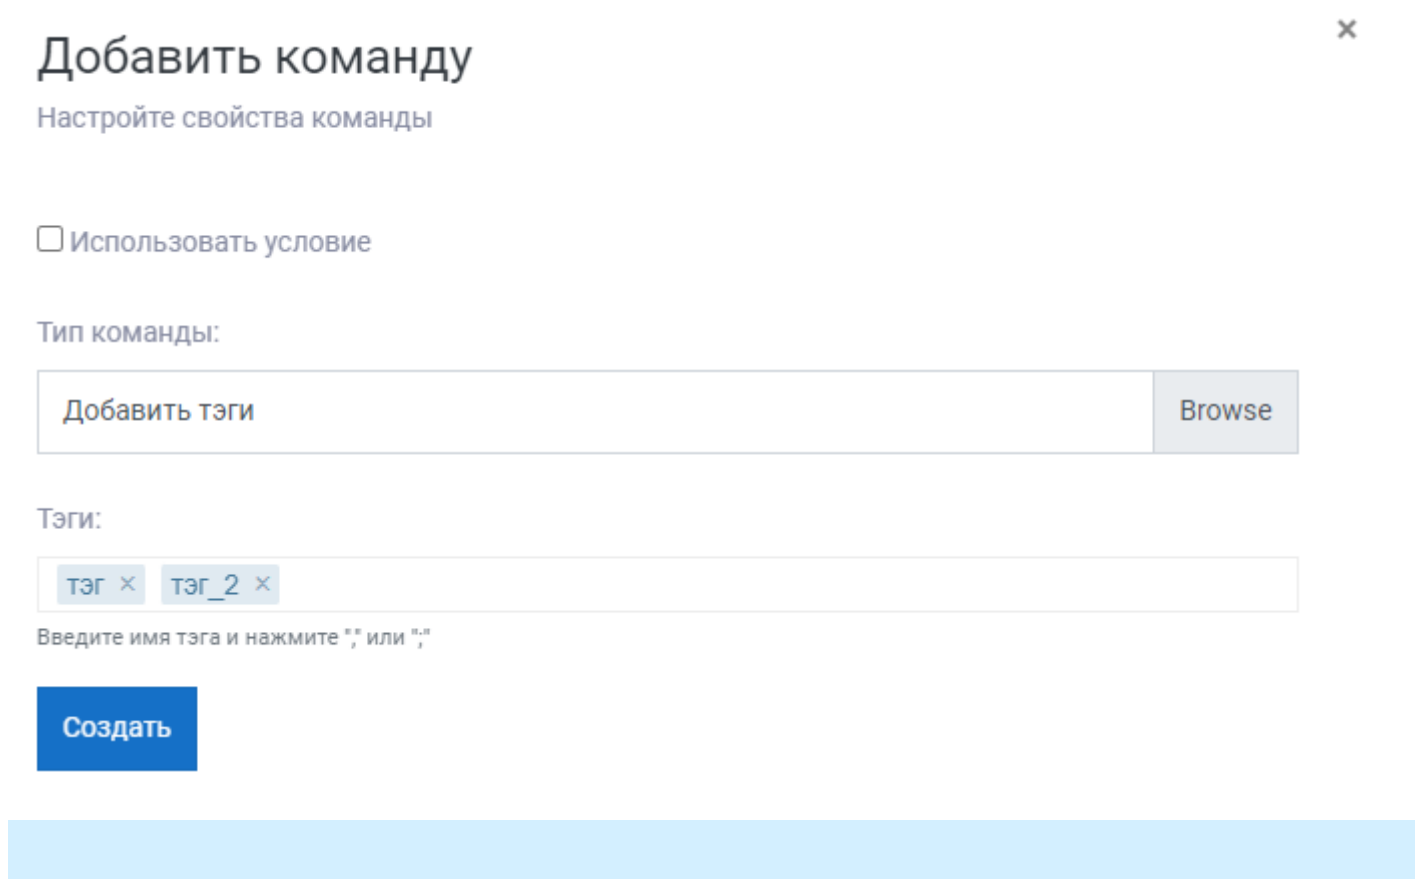 Добавить команду
×
Настройте свойства команды
Использовать условие
Тип команды:
Добавить тэги
Browse
Тэги:
тэг × тэг_2 ×
Введите имя тэга и нажмите "," или ";"
Создать